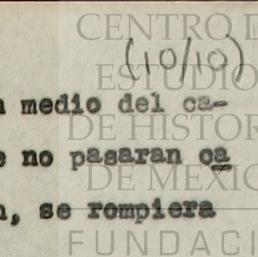 (10/10)
CENTRO D
ESTUDIO
n medio del ca-
DE HISTOR
e no pasaran ca
DE MEXIC
n, se rompiera
FUNDACI